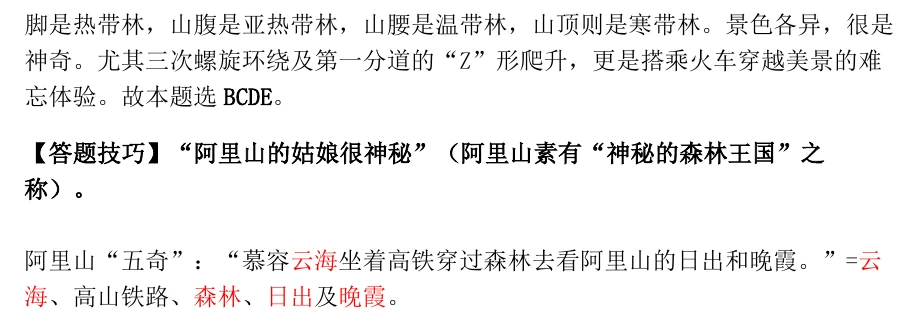 脚是热带林，山腹是亚热带林，山腰是温带林，山顶则是寒带林。景色各异，很是
神奇。尤其三次螺旋环绕及第一分道的“Z”形爬升，更是搭乘火车穿越美景的难
忘体验。故本题选 BCDE。
【答题技巧】“阿里山的姑娘很神秘”（阿里山素有“神秘的森林王国”之
称）。
阿里山“五奇”：“慕容云海坐着高铁穿过森林去看阿里山的日出和晚霞。”=云
海、高山铁路、森林、日出及晚霞。